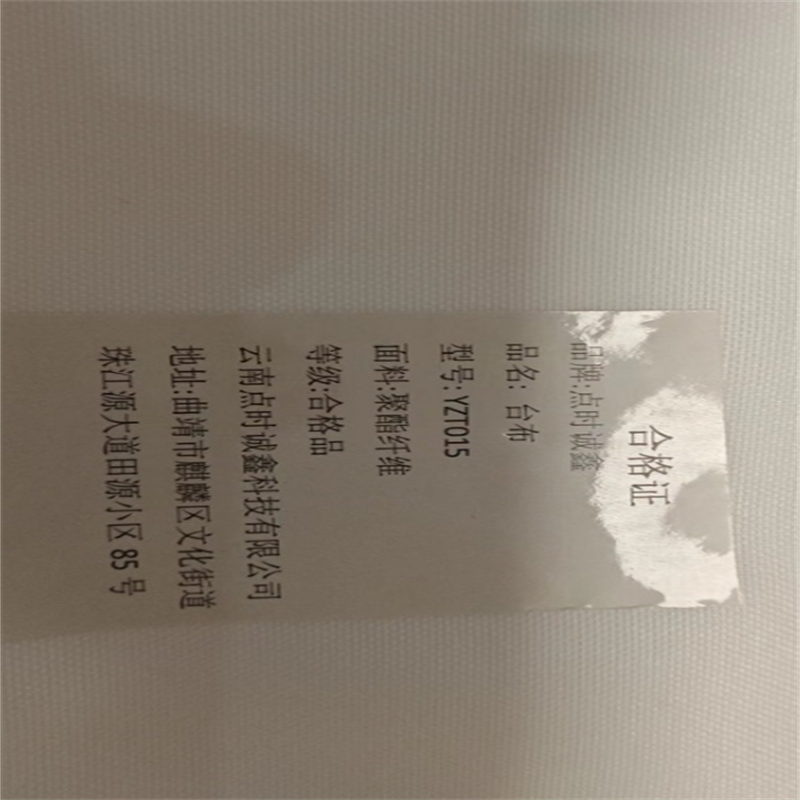 合格证
品牌:点时诚鑫
品名: 台布
型号: YZT015
面料:聚酯纤维
等级:合格品
云南点时诚鑫科技有限公司
地址:曲靖市麒麟区文化街道
珠江源大道田源小区 85 号